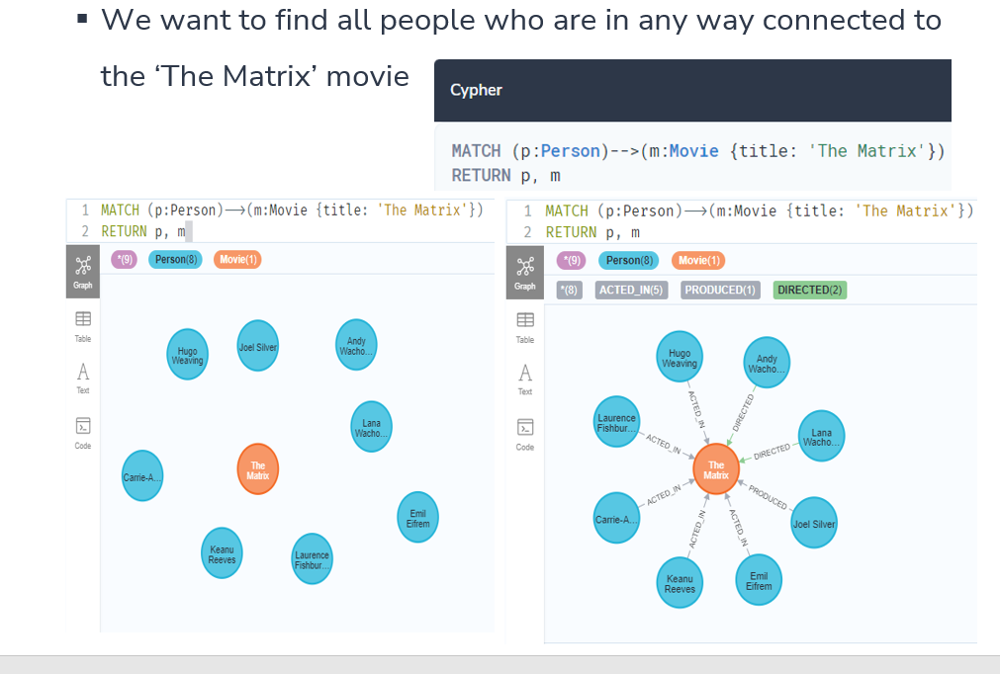 ▪ We want to find all people who are in any way connected to
the ‘The Matrix’ movie
Cypher
MATCH (p:Person)-->(m:Movie {title: 'The Matrix'})
RETURN p, m
1 MATCH (p:Person)⟶(m:Movie {title: 'The Matrix'})
2 RETURN p, m
*(9) Person(8) Movie(1)
Graph
Table
Text
Code
Hugo
Weaving
Joel Silver
Andy
Wacho...
Lana
Wacho...
Carrie-A...
The
Matrix
Emil
Eifrem
Keanu
Reeves
Laurence
Fishbur...
1 MATCH (p:Person)⟶(m:Movie {title: 'The Matrix'})
2 RETURN p, m
*(9) Person(8) Movie(1)
*(8) ACTED_IN(5) PRODUCED(1) DIRECTED(2)
Graph
Table
Text
Code
Hugo
Weaving
Andy
Wacho...
ACTED_IN
DIRECTED
Laurence
Fishbur...
ACTED_IN
Lana
Wacho...
DIRECTED
The
Matrix
Carrie-A...
ACTED_IN
PRODUCED
Joel Silver
ACTED_IN
ACTED_IN
Keanu
Reeves
Emil
Eifrem